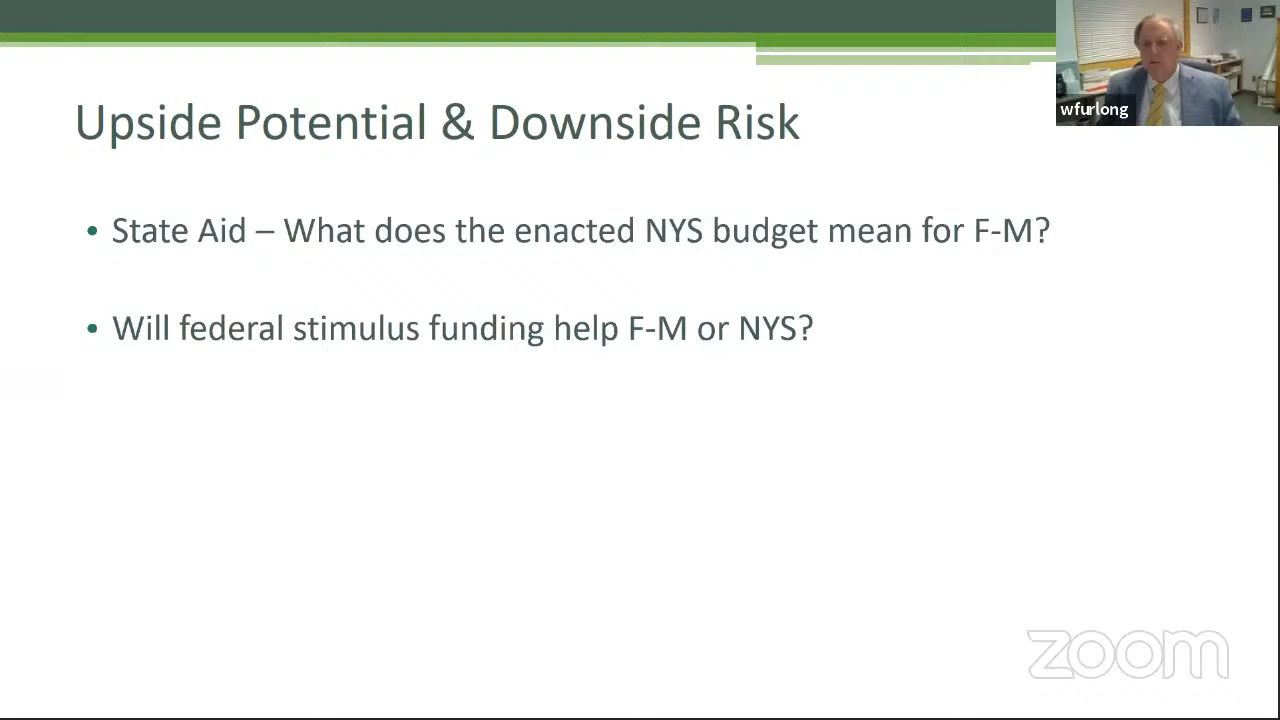 wfurlong
Upside Potential & Downside Risk
• State Aid – What does the enacted NYS budget mean for F-M?
• Will federal stimulus funding help F-M or NYS?
zoom